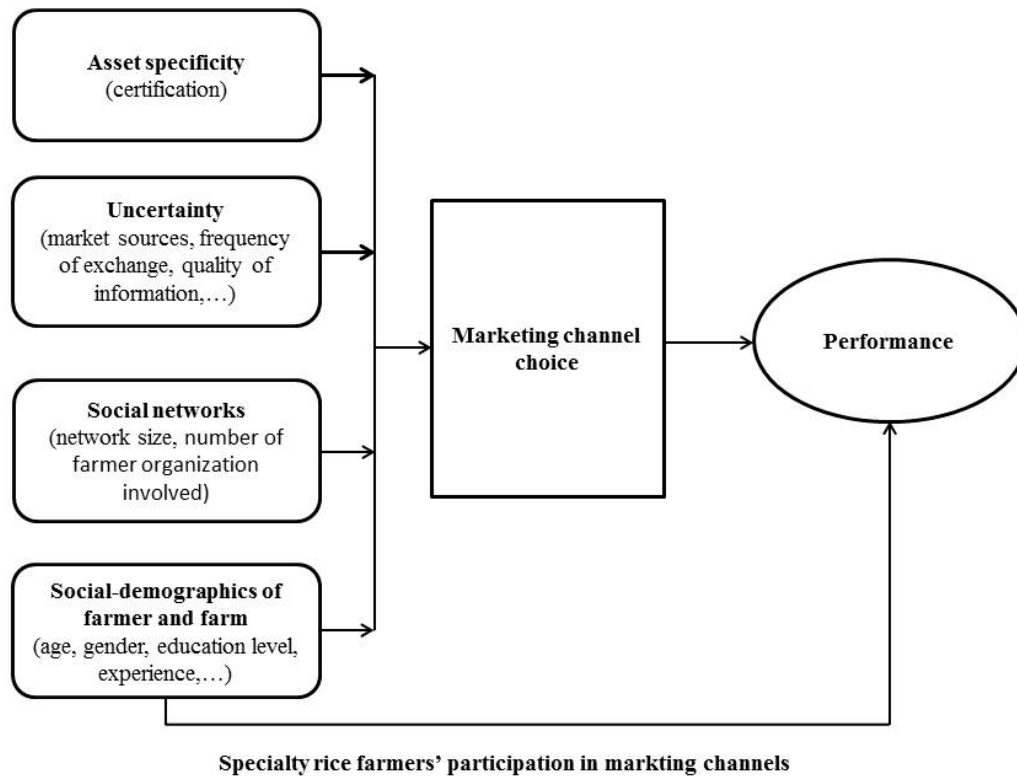 Asset specificity
(certification)
Uncertainty
(market sources, frequency
of exchange, quality of
information,…)
Social networks
(network size, number of
farmer organization
involved)
Social-demographics of
farmer and farm
(age, gender, education level,
experience,…)
Marketing channel
choice
Performance
Specialty rice farmers’ participation in markting channels